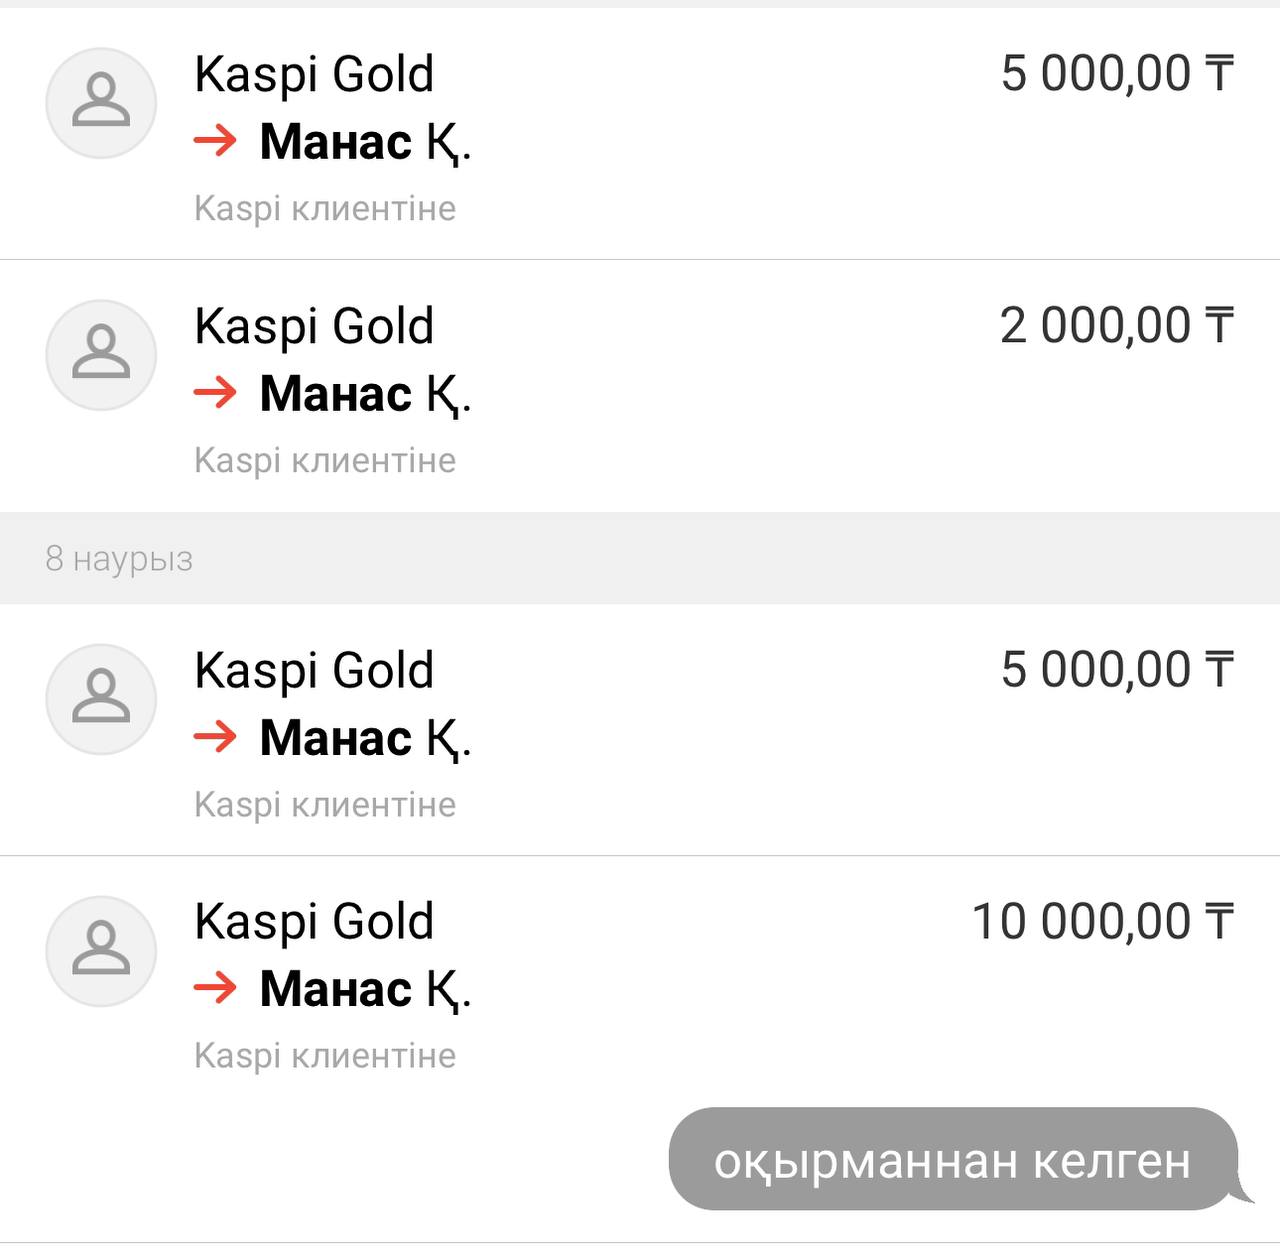 Kaspi Gold 5 000,00 ₸
→ Манас Қ.
Kaspi клиентіне
Kaspi Gold 2 000,00 ₸
→ Манас Қ.
Kaspi клиентіне
8 наурыз
Kaspi Gold 5 000,00 ₸
→ Манас Қ.
Kaspi клиентіне
Kaspi Gold 10 000,00 ₸
→ Манас Қ.
Kaspi клиентіне
оқырманнан келген